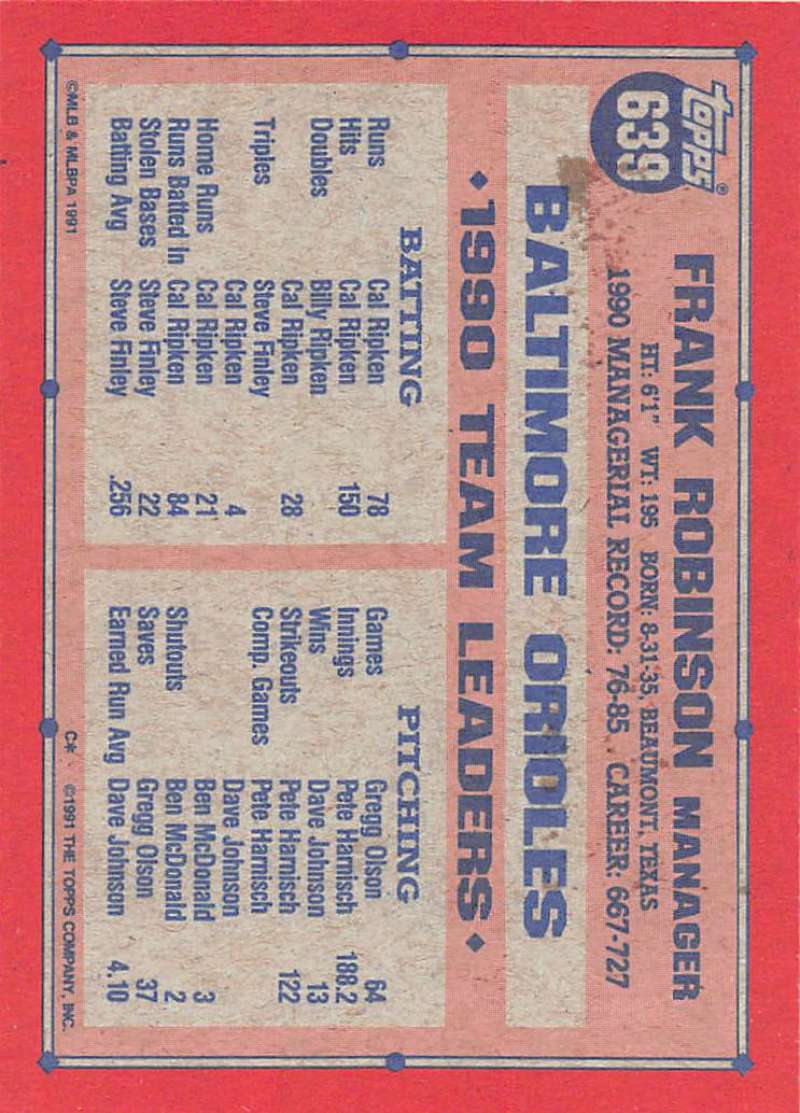 topps® 639
FRANK ROBINSON MANAGER
HT: 6'1" WT: 195 BORN: 8-31-35, BEAUMONT, TEXAS
1990 MANAGERIAL RECORD: 76-85 CAREER: 667-727
BALTIMORE ORIOLES
♦ 1990 TEAM LEADERS ♦
BATTING
Runs Cal Ripken 78
Hits Cal Ripken 150
Doubles Billy Ripken
Cal Ripken 28
Triples Steve Finley
Cal Ripken 4
Home Runs Cal Ripken 21
Runs Batted In Cal Ripken 84
Stolen Bases Steve Finley 22
Batting Avg Steve Finley .256
PITCHING
Games Gregg Olson 64
Innings Pete Harnisch 188.2
Wins Dave Johnson 13
Strikeouts Pete Harnisch 122
Comp. Games Pete Harnisch
Dave Johnson
Ben McDonald 3
Shutouts Ben McDonald 2
Saves Gregg Olson 37
Earned Run Avg Dave Johnson 4.10
©MLB & MLBPA 1991 C* ©1991 THE TOPPS COMPANY, INC.